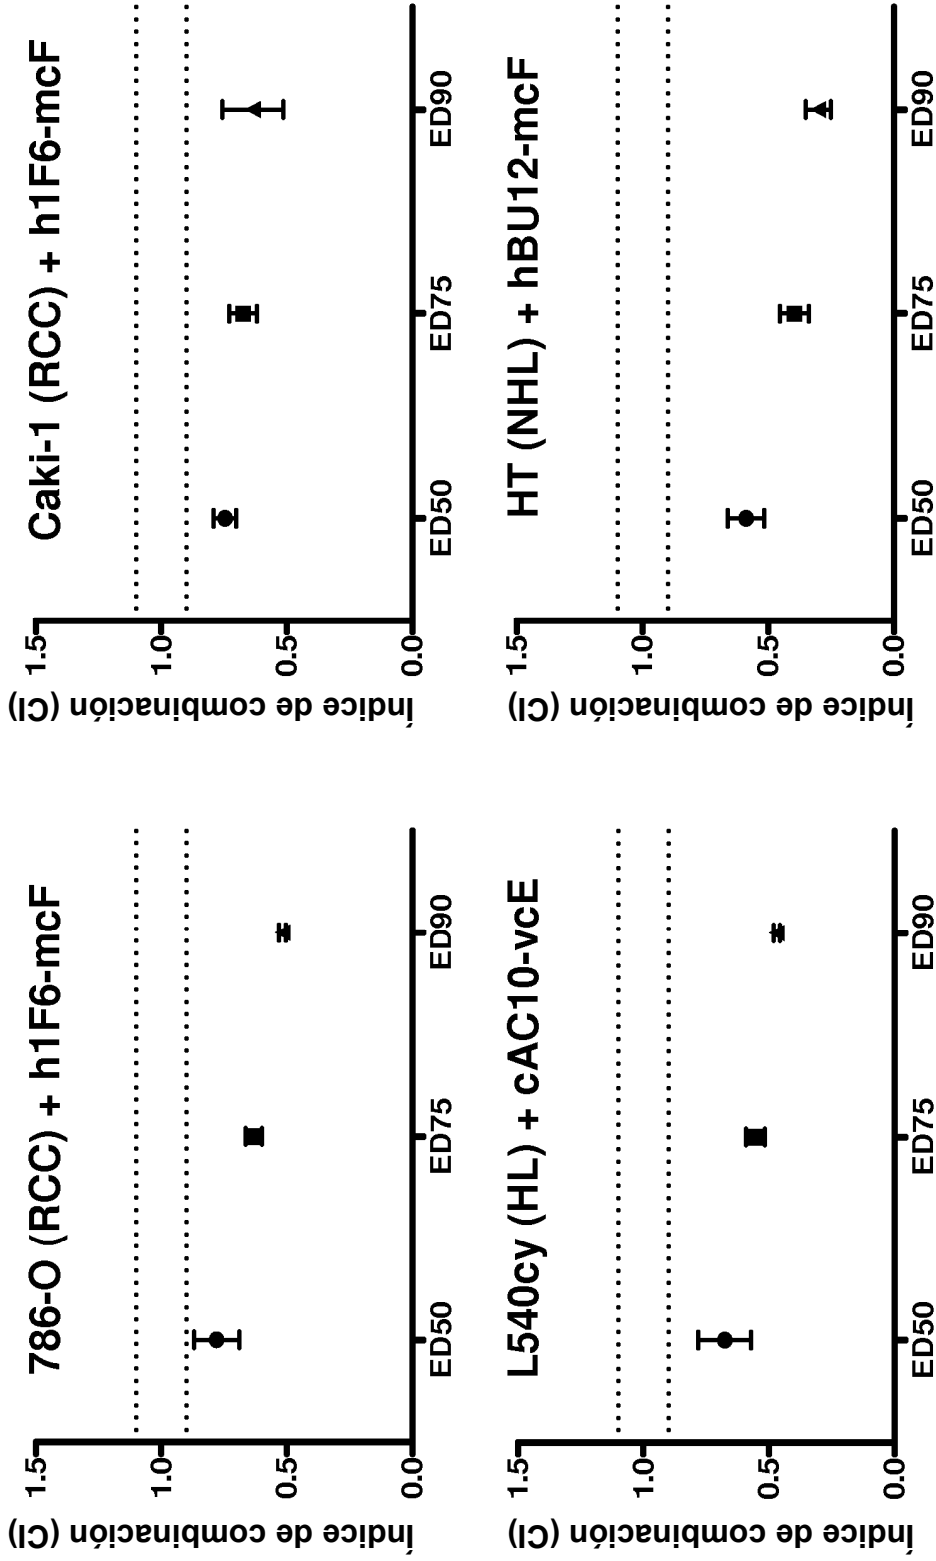 786-O (RCC) + h1F6-mcF
Índice de combinación (CI)
1.5
1.0
0.5
0.0
ED50
ED75
ED90
Caki-1 (RCC) + h1F6-mcF
Índice de combinación (CI)
1.5
1.0
0.5
0.0
ED50
ED75
ED90
L540cy (HL) + cAC10-vcE
Índice de combinación (CI)
1.5
1.0
0.5
0.0
ED50
ED75
ED90
HT (NHL) + hBU12-mcF
Índice de combinación (CI)
1.5
1.0
0.5
0.0
ED50
ED75
ED90